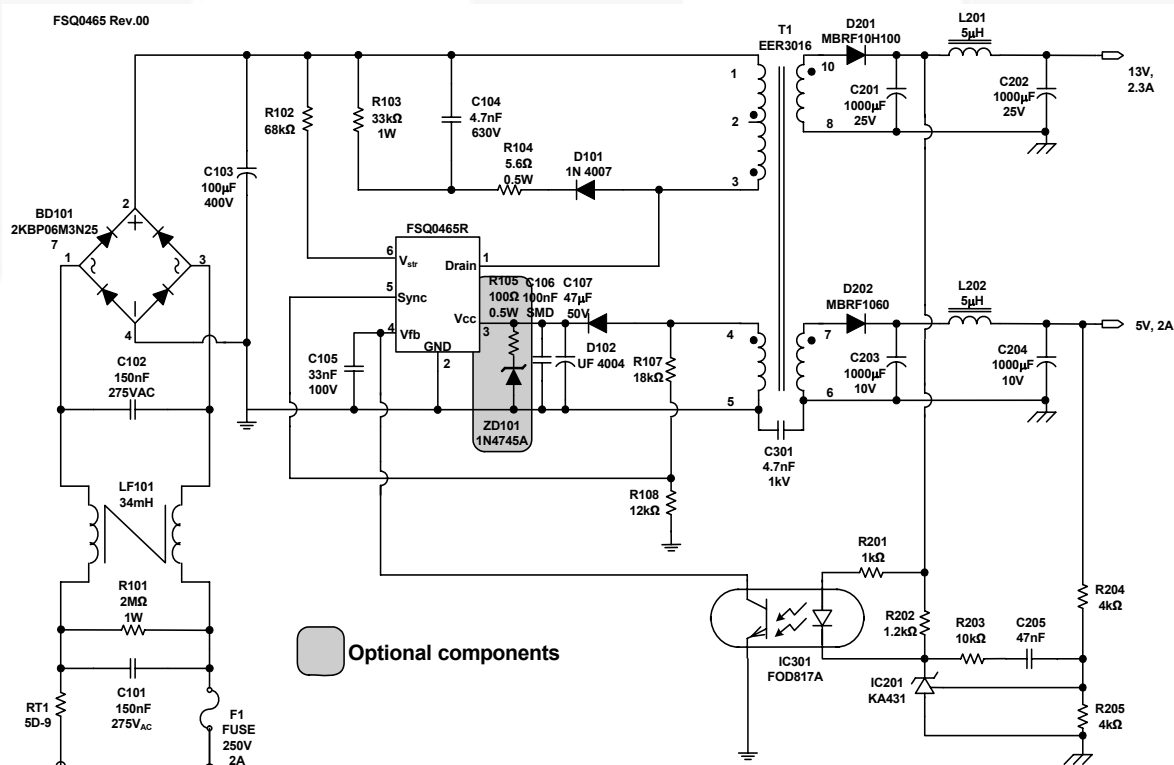 FSQ0465 Rev.00
T1
EER3016
D201
MBRF10H100
L201
5µH
1
2
3
10
8
C201
1000µF
25V
C202
1000µF
25V
13V,
2.3A
R102
68kΩ
R103
33kΩ
1W
C104
4.7nF
630V
R104
5.6Ω
0.5W
D101
1N 4007
C103
100µF
400V
BD101
2KBP06M3N25
7
2
1
3
4
+
FSQ0465R
6
Vstr
Drain
1
5
Sync
Vcc
3
4
Vfb
GND
2
R105
100Ω
0.5W
C106
100nF
SMD
C107
47µF
50V
D102
UF 4004
R107
18kΩ
4
5
7
6
D202
MBRF1060
L202
5µH
C203
1000µF
10V
C204
1000µF
10V
5V, 2A
C102
150nF
275VAC
C105
33nF
100V
ZD101
1N4745A
C301
4.7nF
1kV
LF101
34mH
R108
12kΩ
R101
2MΩ
1W
R201
1kΩ
R202
1.2kΩ
R203
10kΩ
C205
47nF
R204
4kΩ
IC301
FOD817A
IC201
KA431
R205
4kΩ
Optional components
C101
150nF
275VAC
RT1
5D-9
F1
FUSE
250V
2A